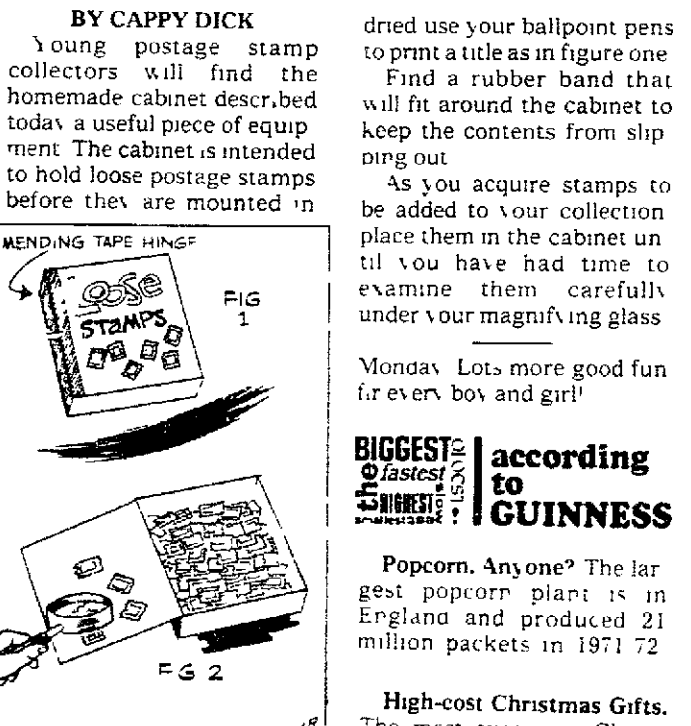 BY CAPPY DICK
Young postage stamp
collectors will find the
homemade cabinet described
today a useful piece of equip
ment The cabinet is intended
to hold loose postage stamps
before they are mounted in
MENDING TAPE HINGE
Loose
STAMPS
FIG
1
FIG 2
dried use your ballpoint pens
to print a title as in figure one
Find a rubber band that
will fit around the cabinet to
keep the contents from slip
ping out
As you acquire stamps to
be added to your collection
place them in the cabinet un
til you have had time to
examine them carefully
under your magnifying glass
Monday Lots more good fun
for every boy and girl!
the
BIGGEST
fastest
HIGHEST
according
to
GUINNESS
Popcorn. Anyone? The lar
gest popcorn plant is in
England and produced 21
million packets in 1971 72
High-cost Christmas Gifts.
The most